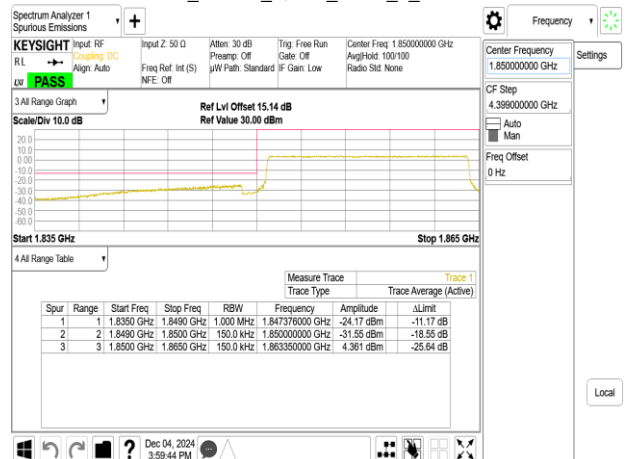 Spectrum Analyzer 1
Spurious Emissions
Frequency
KEYSIGHT Input: RF Input Z: 50 Ω Atten: 30 dB Trig: Free Run Center Freq: 1.850000000 GHz
RL Coupling: DC Preamp: Off Gate: Off Avg|Hold: 100/100
Align: Auto Freq Ref: Int (S) µW Path: Standard IF Gain: Low Radio Std: None
LXI PASS NFE: Off
Center Frequency
1.850000000 GHz
Settings
CF Step
4.399000000 GHz
Auto
Man
Freq Offset
0 Hz
3 All Range Graph
Ref Lvl Offset 15.14 dB
Scale/Div 10.0 dB Ref Value 30.00 dBm
20.0
10.0
0.00
-10.0
-20.0
-30.0
-40.0
-50.0
-60.0
Start 1.835 GHz Stop 1.865 GHz
4 All Range Table
Measure Trace Trace 1
Trace Type Trace Average (Active)
Spur Range Start Freq Stop Freq RBW Frequency Amplitude ΔLimit
1 1 1.8350 GHz 1.8490 GHz 1.000 MHz 1.847376000 GHz -24.17 dBm -11.17 dB
2 2 1.8490 GHz 1.8500 GHz 150.0 kHz 1.850000000 GHz -31.55 dBm -18.55 dB
3 3 1.8500 GHz 1.8650 GHz 150.0 kHz 1.863350000 GHz 4.361 dBm -25.64 dB
Local
? Dec 04, 2024
3:59:44 PM